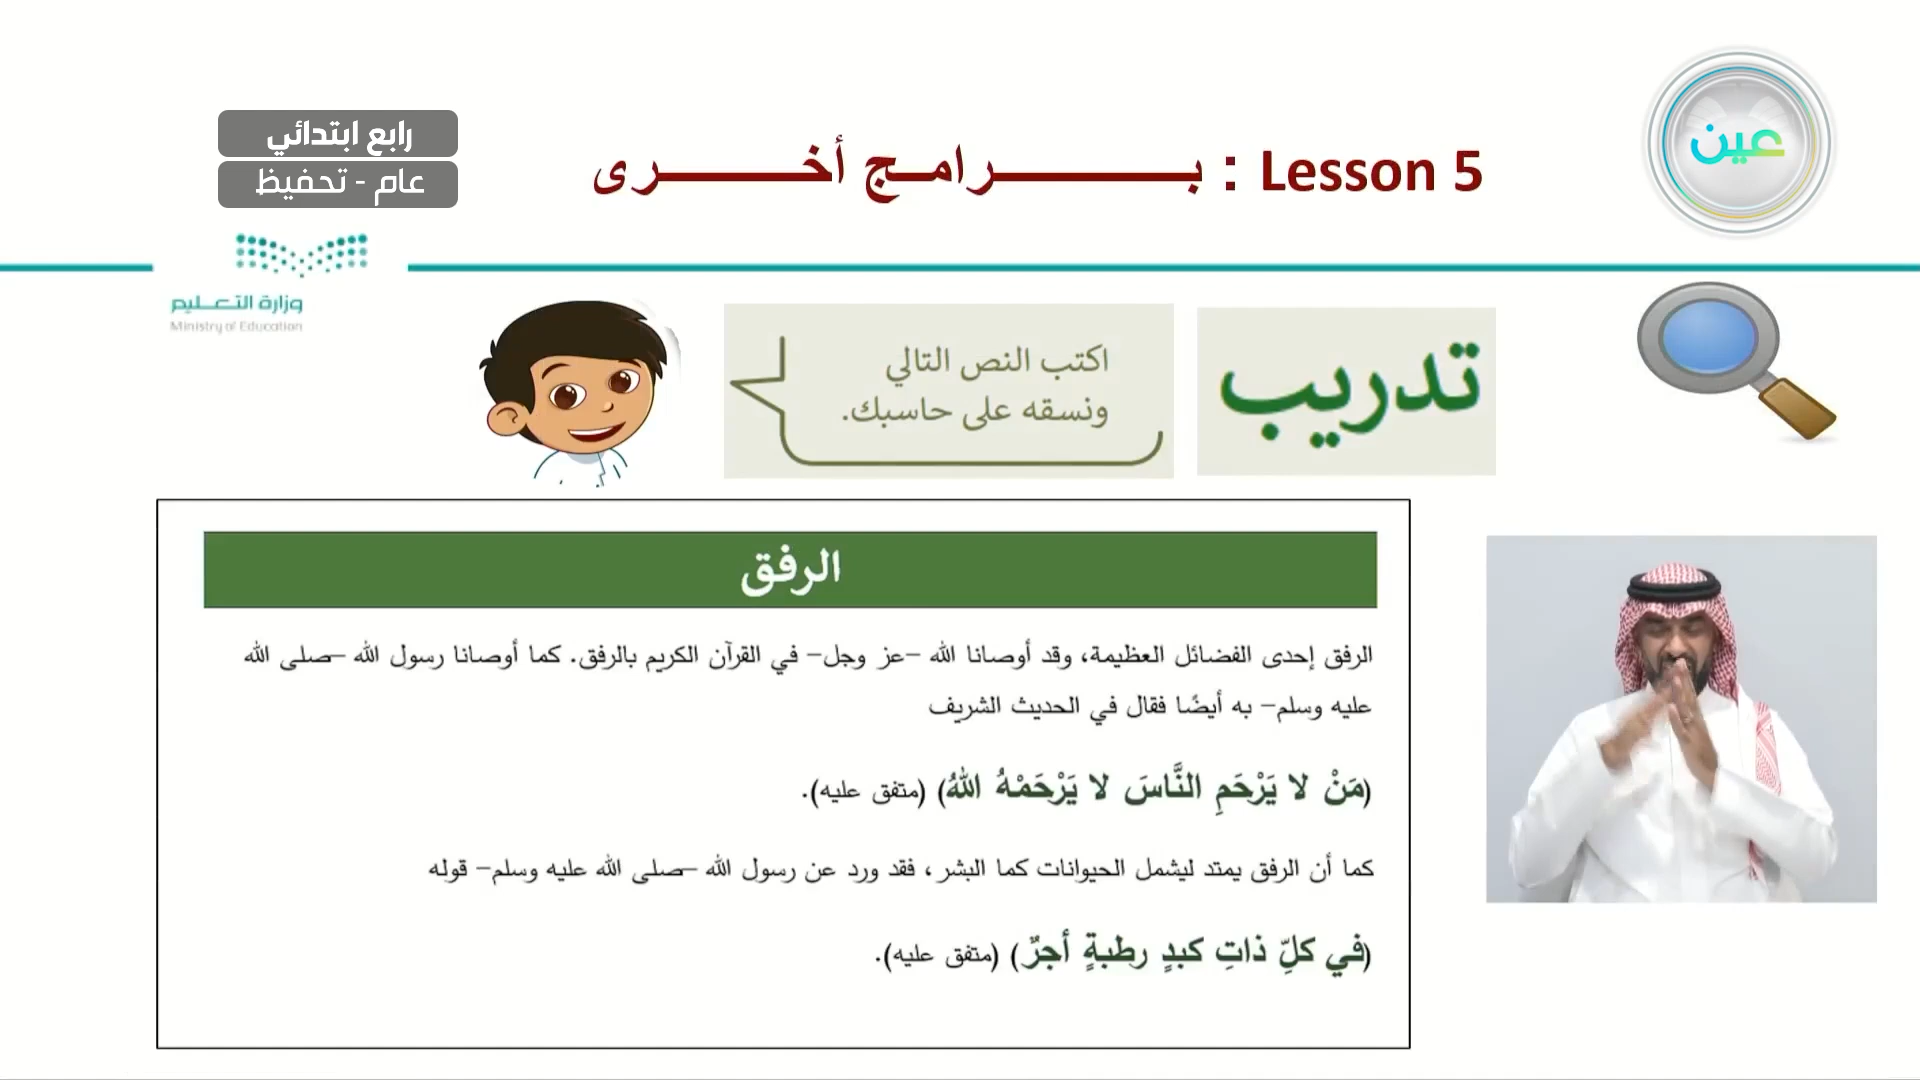 عين
رابع ابتدائي
عام - تحفيظ
Lesson 5 : بـــرامـج أخـــرى
وزارة التعـليم
Ministry of Education
تدريب
اكتب النص التالي
ونسقه على حاسبك.
الرفق
الرفق إحدى الفضائل العظيمة، وقد أوصانا الله –عز وجل– في القرآن الكريم بالرفق. كما أوصانا رسول الله –صلى الله
عليه وسلم– به أيضًا فقال في الحديث الشريف
(مَنْ لا يَرْحَمِ النَّاسَ لا يَرْحَمْهُ اللهُ) (متفق عليه).
كما أن الرفق يمتد ليشمل الحيوانات كما البشر، فقد ورد عن رسول الله –صلى الله عليه وسلم– قوله
(في كلِّ ذاتِ كبدٍ رطبةٍ أجرٌ) (متفق عليه).